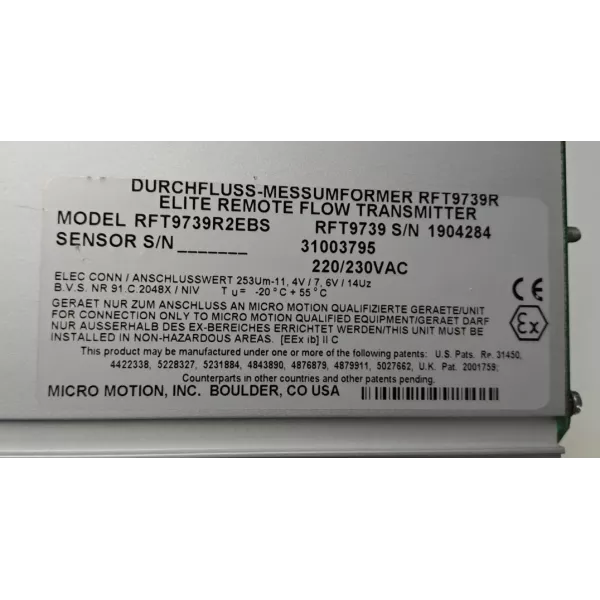 DURCHFLUSS-MESSUMFORMER RFT9739R
ELITE REMOTE FLOW TRANSMITTER
MODEL RFT9739R2EBS RFT9739 S/N 1904284
SENSOR S/N_______ 31003795
220/230VAC
ELEC CONN / ANSCHLUSSWERT 253Um-11, 4V / 7, 6V / 14Uz
B.V.S. NR 91.C.2048X / NIV Tu= -20°C + 55°C
GERAET NUR ZUM ANSCHLUSS AN MICRO MOTION QUALIFIZIERTE GERAETE/UNIT
FOR CONNECTION ONLY TO MICRO MOTION QUALIFIED EQUIPMENT/GERAET DARF
NUR AUSSERHALB DES EX-BEREICHES ERRICHTET WERDEN/THIS UNIT MUST BE
INSTALLED IN NON-HAZARDOUS AREAS. [EEx ib] II C
CE
Ex
This may be manufactured under one or more of the following patents: U.S. Pats. Re. 31450,
4422338, 5228327, 5231884, 4843890, 4876879, 4879911, 5027662, U.K. Pat. 2001759;
Counterparts in other countries and other patents pending.
MICRO MOTION, INC. BOULDER, CO USA